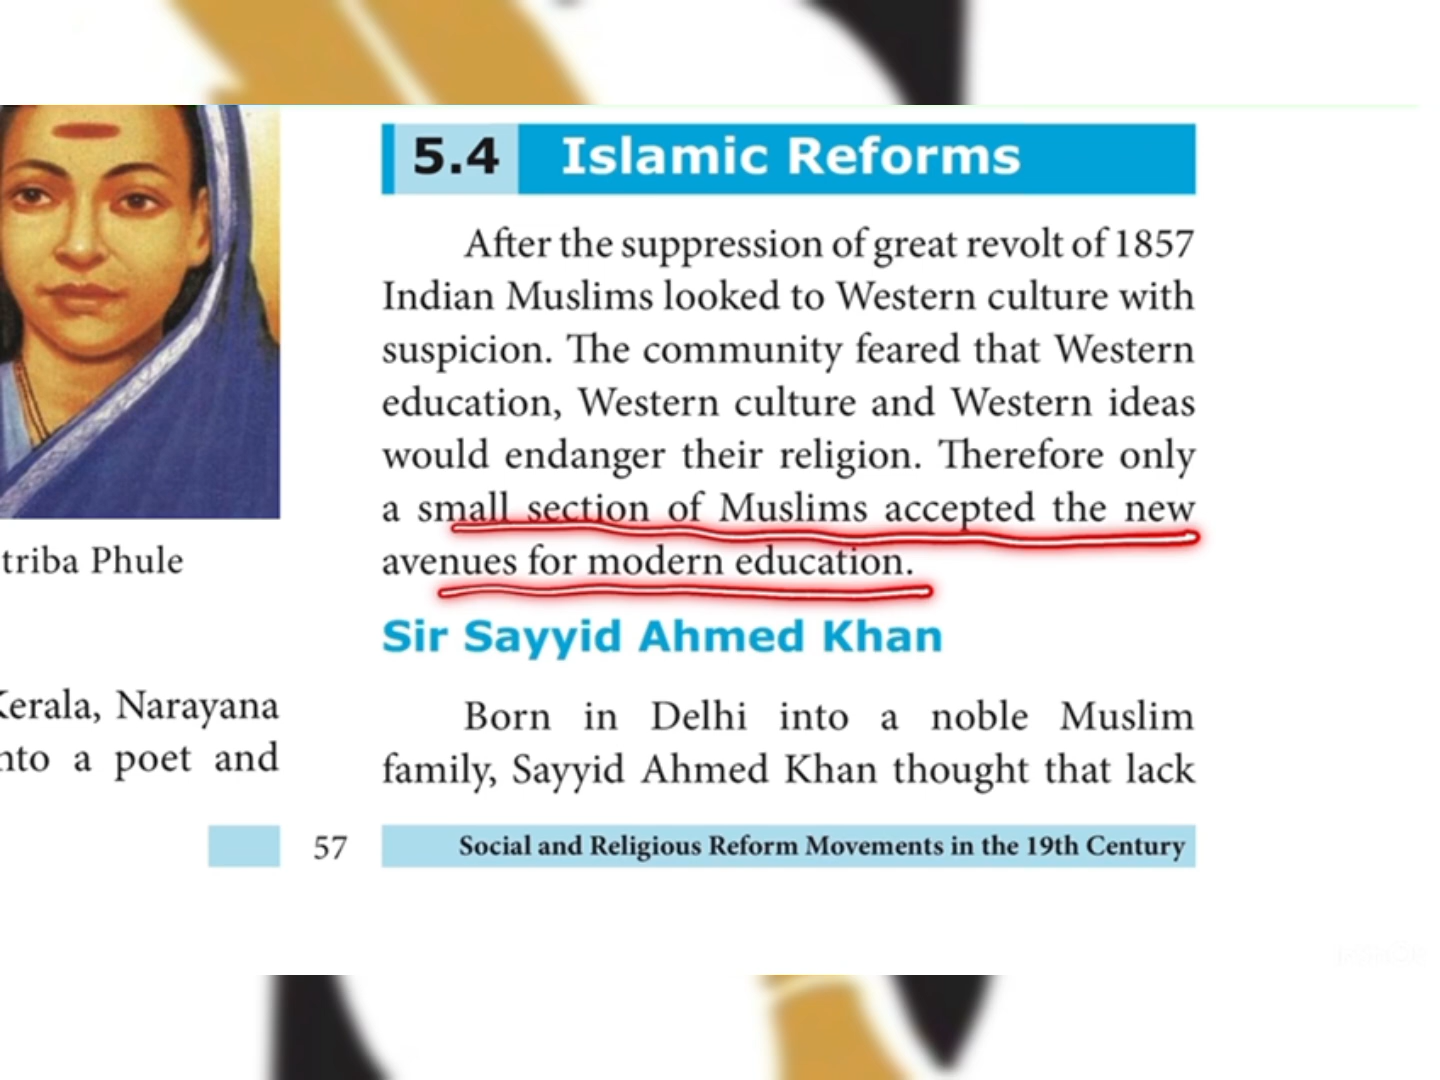 triba Phule
Kerala, Narayana
nto a poet and
5.4 Islamic Reforms
After the suppression of great revolt of 1857
Indian Muslims looked to Western culture with
suspicion. The community feared that Western
education, Western culture and Western ideas
would endanger their religion. Therefore only
a small section of Muslims accepted the new
avenues for modern education.
Sir Sayyid Ahmed Khan
Born in Delhi into a noble Muslim
family, Sayyid Ahmed Khan thought that lack
57 Social and Religious Reform Movements in the 19th Century